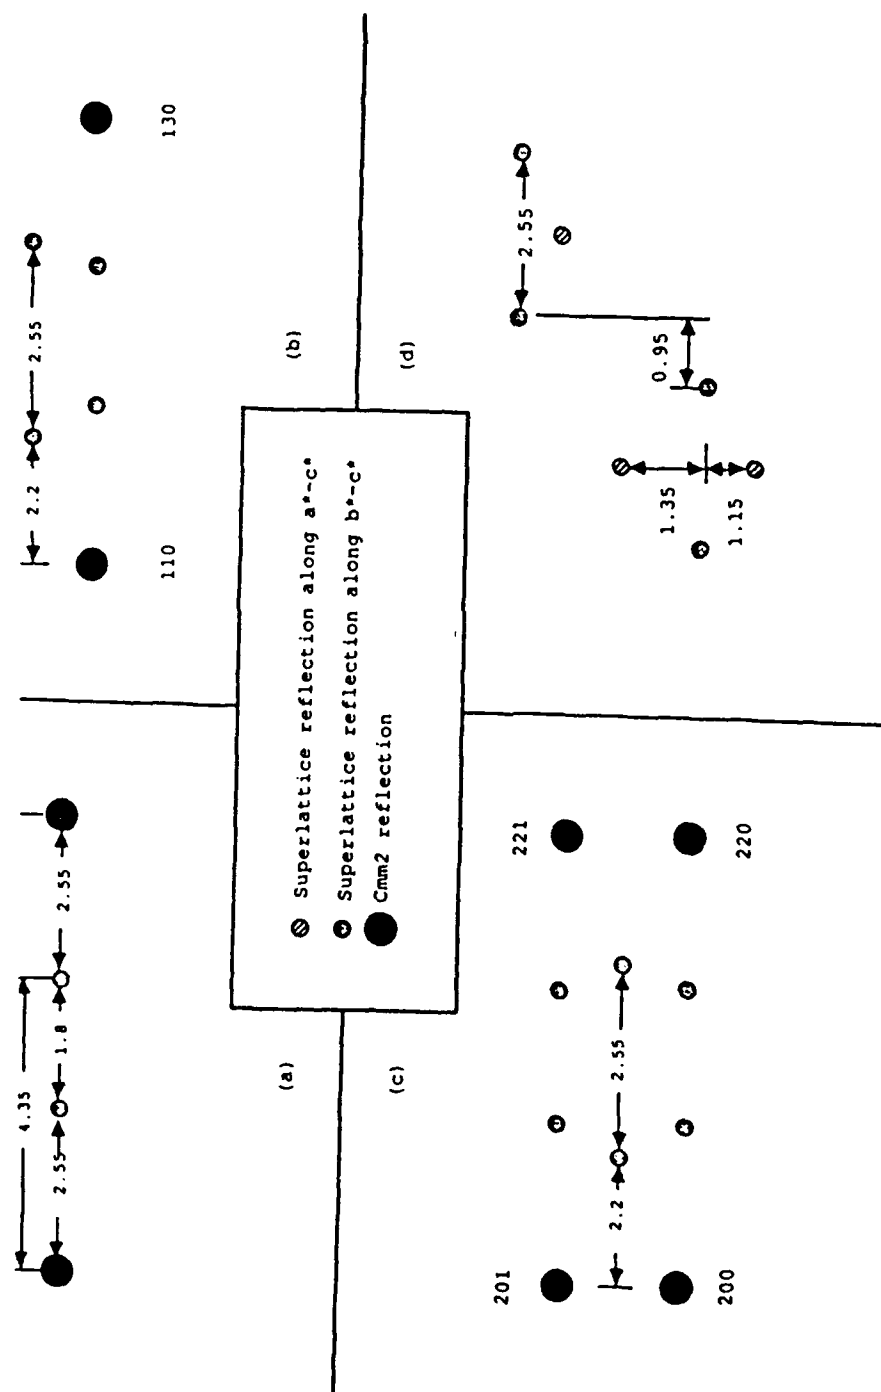 4.35
2.55
1.8
2.55
(a)
2.2
2.55
110
130
(b)
Superlattice reflection along a*-c*
Superlattice reflection along b*-c*
Cmm2 reflection
(c)
201
221
2.2
2.55
200
220
(d)
2.55
0.95
1.35
1.15